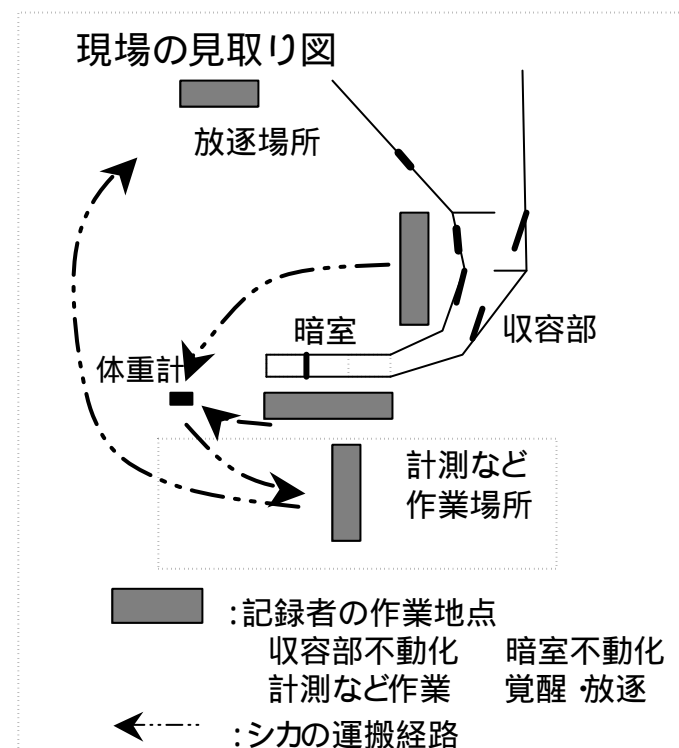 現場の見取り図
放逐場所
暗室
収容部
体重計
計測など
作業場所
:記録者の作業地点
収容部不動化　暗室不動化
計測など作業　覚醒・放逐
:シカの運搬経路